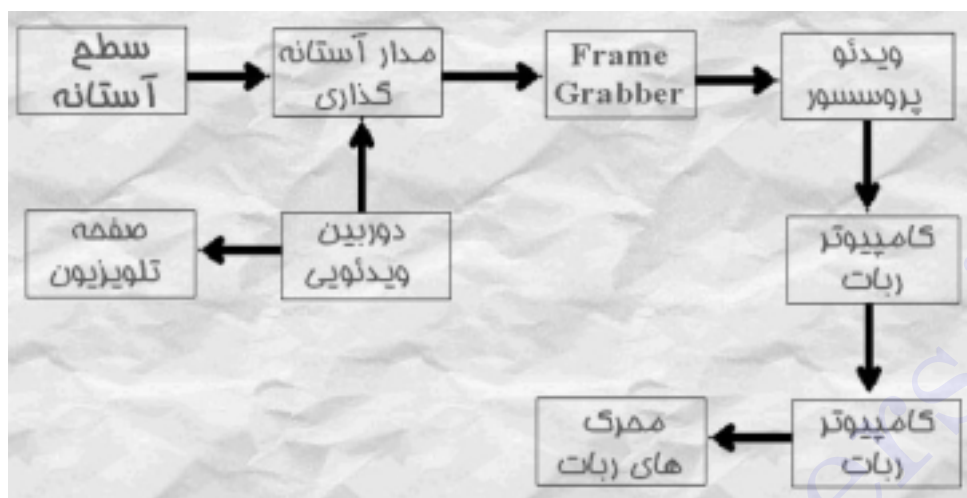 سطح
آستانه
مدار آستانه
گذاری
Frame
Grabber
ویدئو
پروسسور
صفحه
تلویزیون
دوربین
ویدئویی
کامپیوتر
ربات
محرک
های ربات
کامپیوتر
ربات